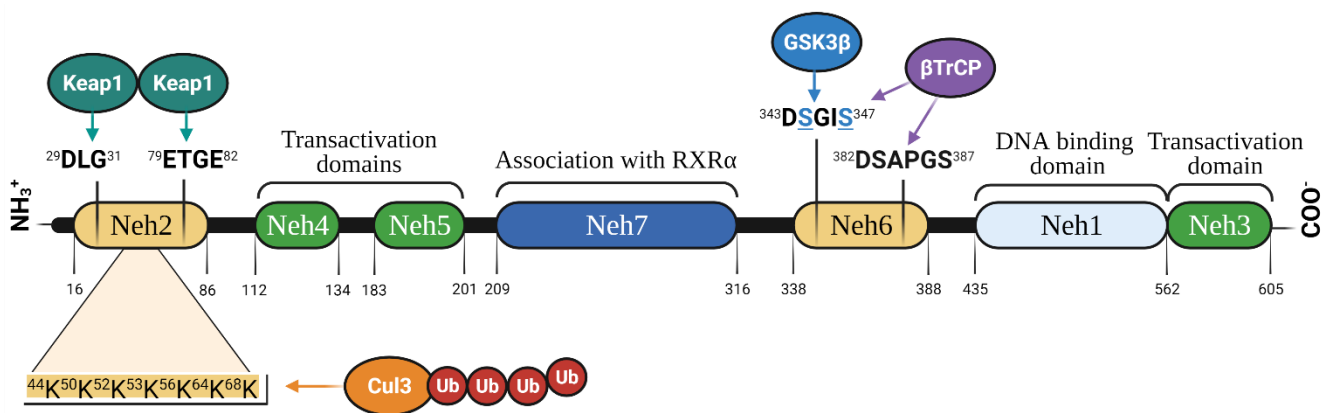 GSK3β
βTrCP
Keap1 Keap1
³⁴³DSGIS³⁴⁷
Transactivation
domains
DNA binding
domain
Transactivation
domain
²⁹DLG³¹ ⁷⁹ETGE⁸² Association with RXRα ³⁸²DSAPGS³⁸⁷
NH₃⁺ Neh2 Neh4 Neh5 Neh7 Neh6 Neh1 Neh3 COO⁻
16 86 112 134 183 201 209 316 338 388 435 562 605
⁴⁴K⁵⁰K⁵²K⁵³K⁵⁶K⁶⁴K⁶⁸K Cul3 Ub Ub Ub Ub